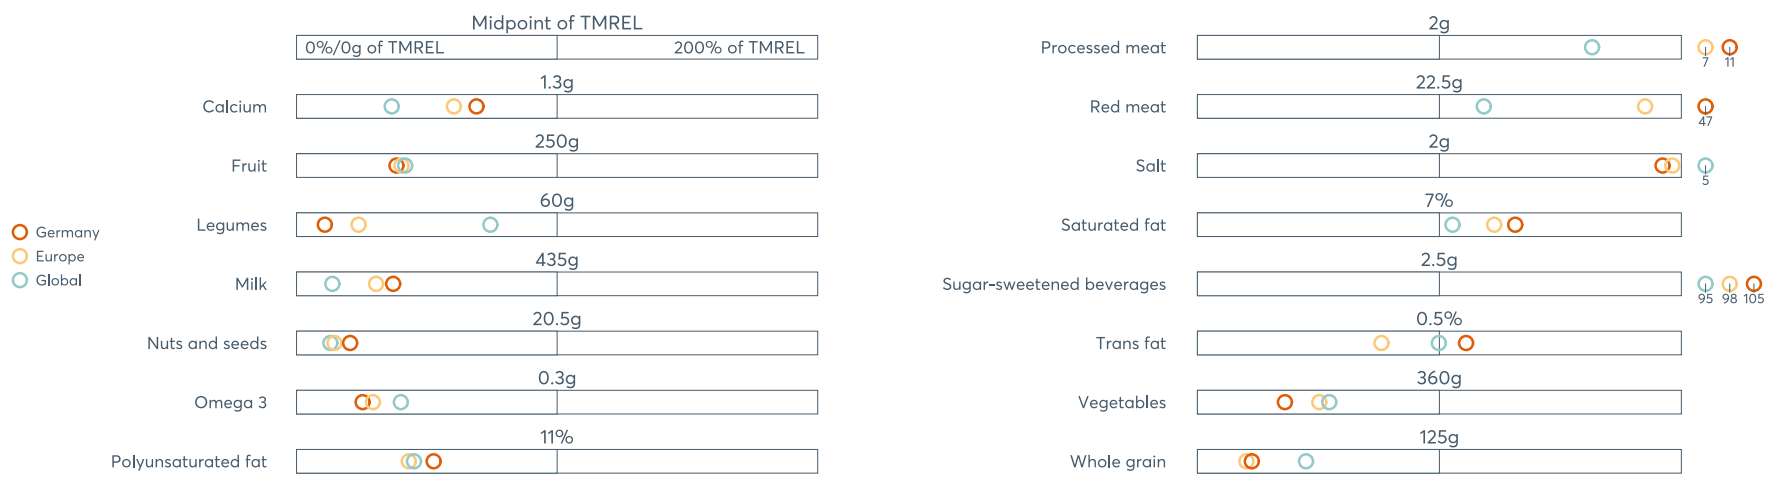 Midpoint of TMREL
0%/0g of TMREL
200% of TMREL
1.3g
Calcium
250g
Fruit
60g
Legumes
435g
Milk
20.5g
Nuts and seeds
0.3g
Omega 3
11%
Polyunsaturated fat
Germany
Europe
Global
2g
Processed meat
7 11
22.5g
Red meat
47
2g
Salt
5
7%
Saturated fat
2.5g
Sugar-sweetened beverages
95 98 105
0.5%
Trans fat
360g
Vegetables
125g
Whole grain